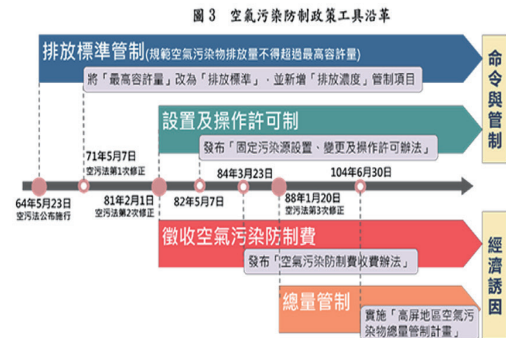 圖 3 空氣污染防制政策工具沿革
排放標準管制(規範空氣污染物排放量不得超過最高容許量)
將「最高容許量」改為「排放標準」，並新增「排放濃度」管制項目
命令與管制
設置及操作許可制
發布「固定污染源設置、變更及操作許可辦法」
71年5月7日
空污法第1次修正
84年3月23日
104年6月30日
64年5月23日
空污法公布施行
81年2月1日
空污法第2次修正
82年5月7日
88年1月20日
空污法第3次修正
徵收空氣污染防制費
發布「空氣污染防制費收費辦法」
經濟誘因
總量管制
實施「高屏地區空氣污
染物總量管制計畫」